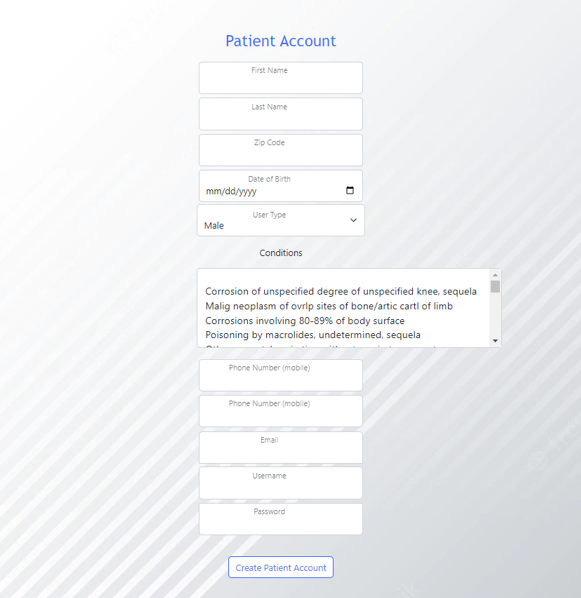 Patient Account
First Name
Last Name
Zip Code
Date of Birth
mm/dd/yyyy
User Type
Male
Conditions
Corrosion of unspecified degree of unspecified knee, sequela
Malig neoplasm of ovrlp sites of bone/artic cartl of limb
Corrosions involving 80-89% of body surface
Poisoning by macrolides, undetermined, sequela
Phone Number (mobile)
Phone Number (mobile)
Email
Username
Password
Create Patient Account